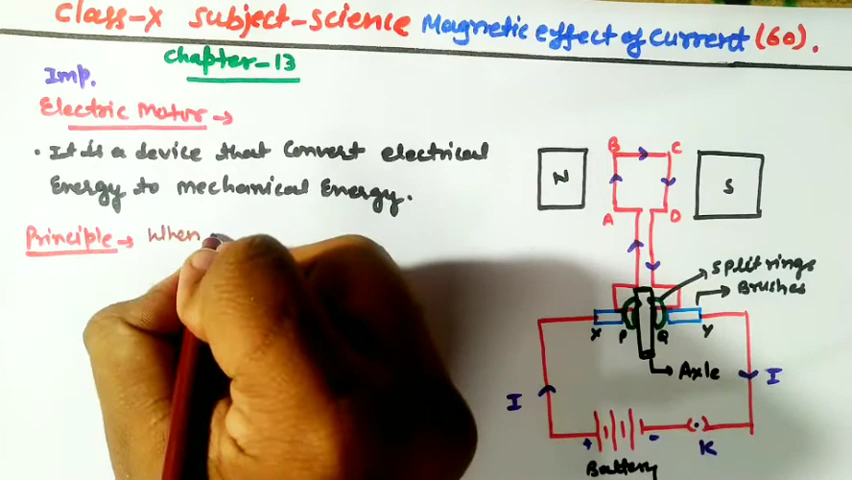 Class-X Subject-Science Magnetic effect of current (60).
Chapter-13
Imp.
Electric Motor →
• It is a device that convert electrical
Energy to mechanical Energy.
Principle → When
B C
N S
A D
Split rings
Brushes
X P Q Y
Axle
I I
+ - K
Battery